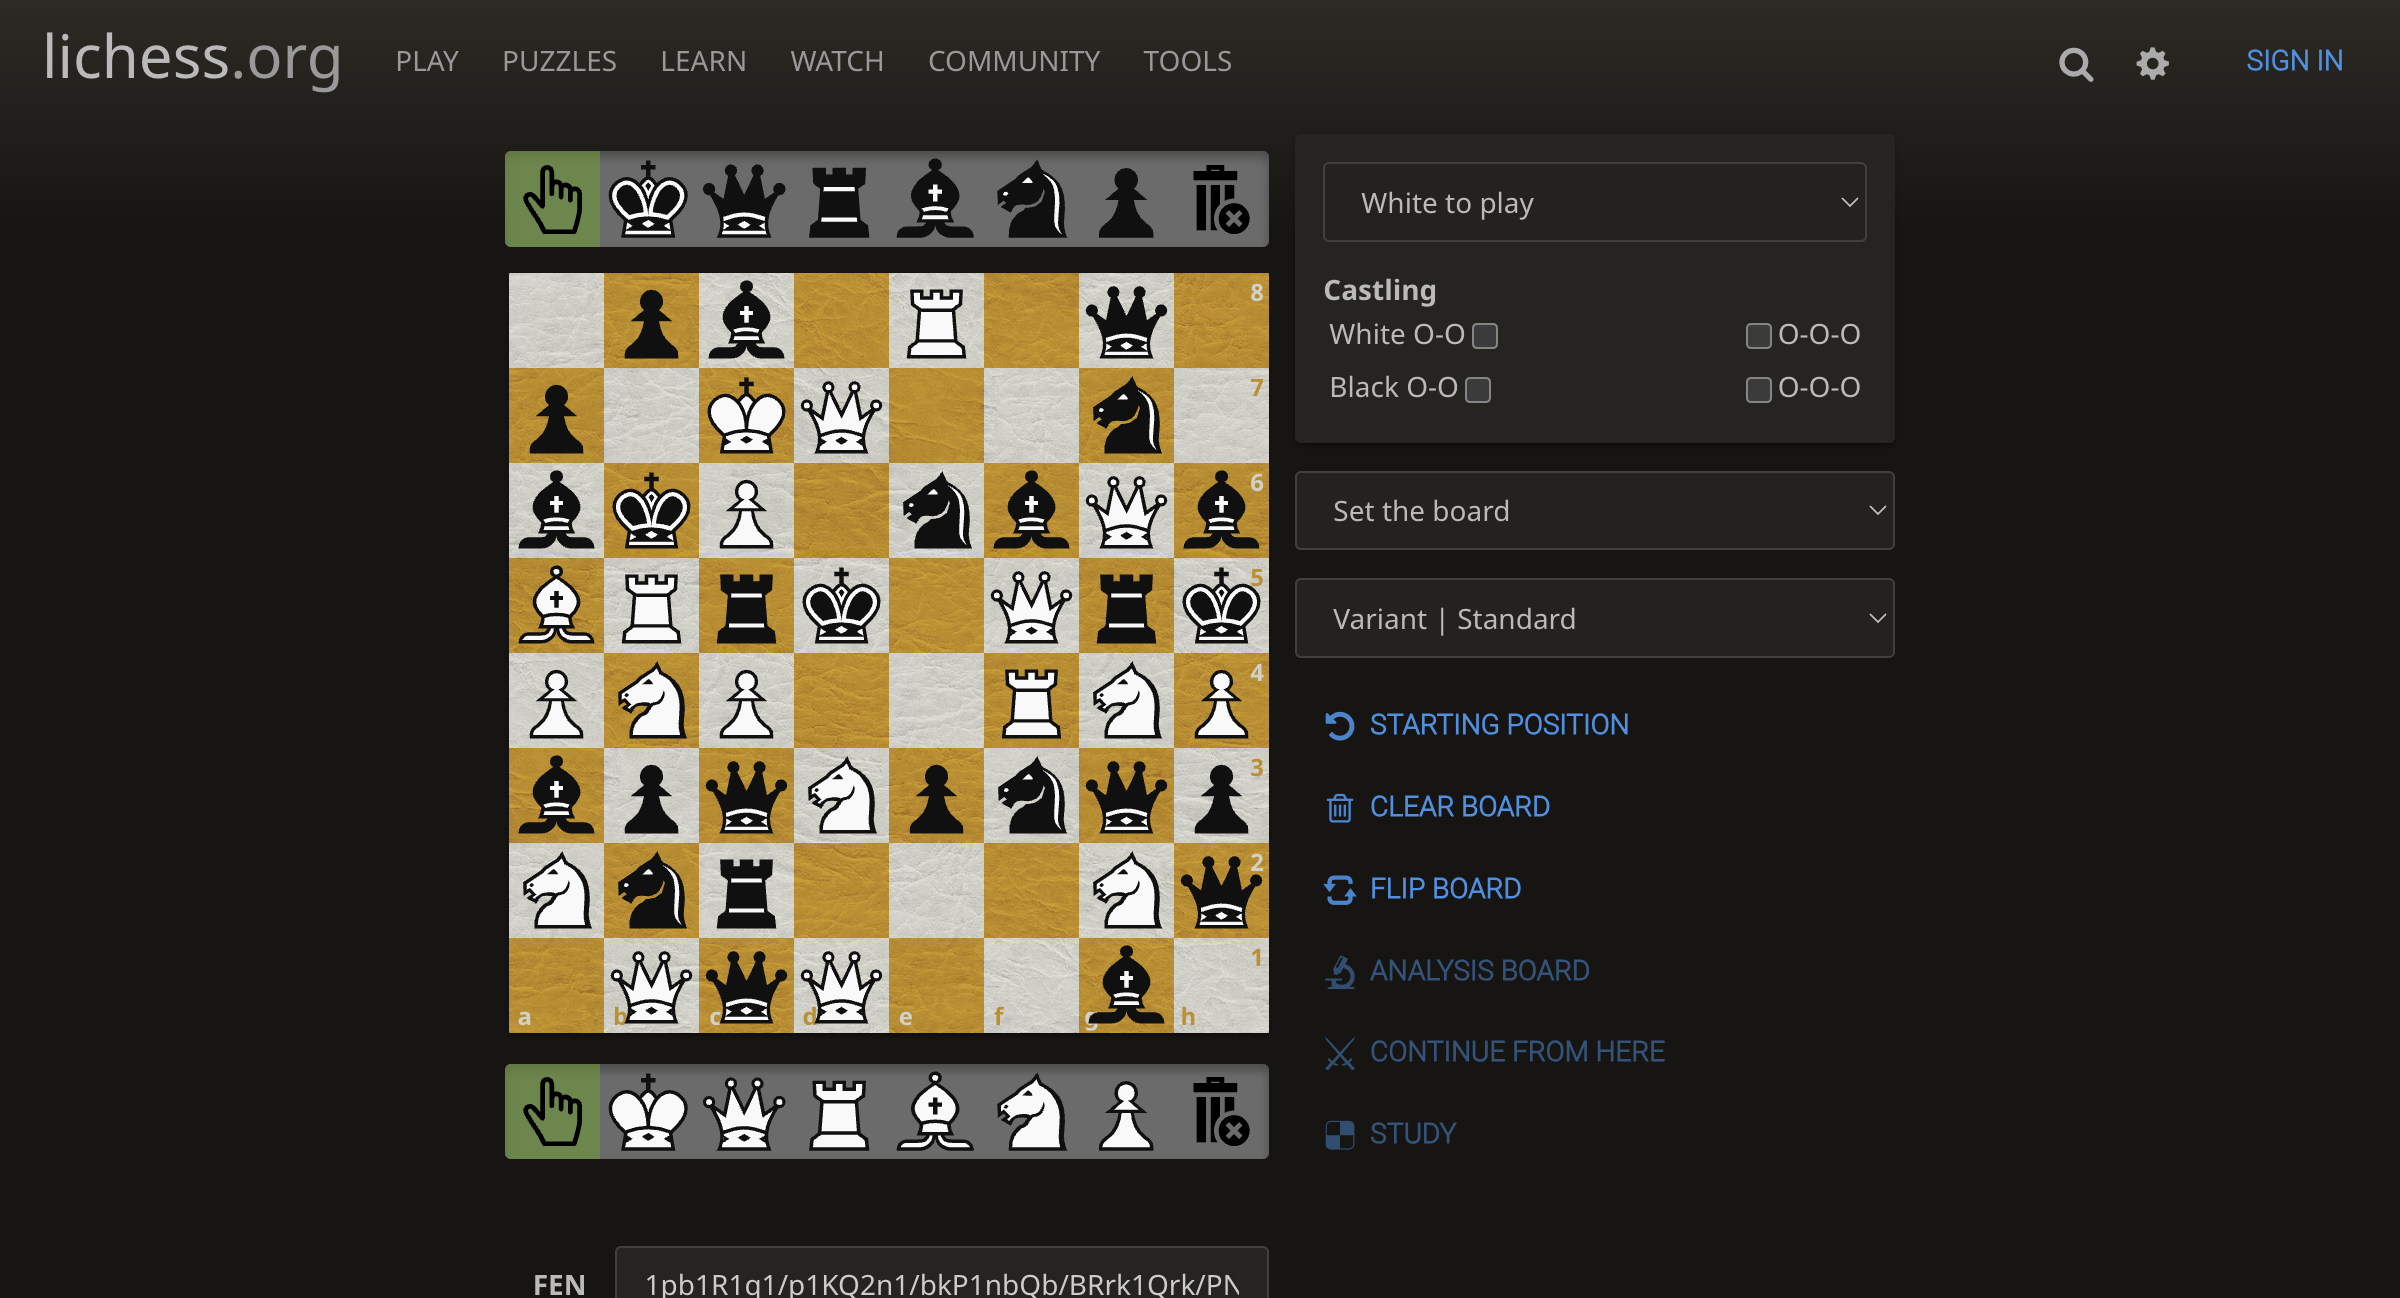 lichess.org PLAY PUZZLES LEARN WATCH COMMUNITY TOOLS SIGN IN
White to play
Castling
White O-O O-O-O
Black O-O O-O-O
Set the board
Variant | Standard
STARTING POSITION
CLEAR BOARD
FLIP BOARD
ANALYSIS BOARD
CONTINUE FROM HERE
STUDY
8
7
6
5
4
3
2
1
a b c d e f g h
FEN 1pb1R1q1/p1KQ2n1/bkP1nbQb/BRrk1Qrk/PN